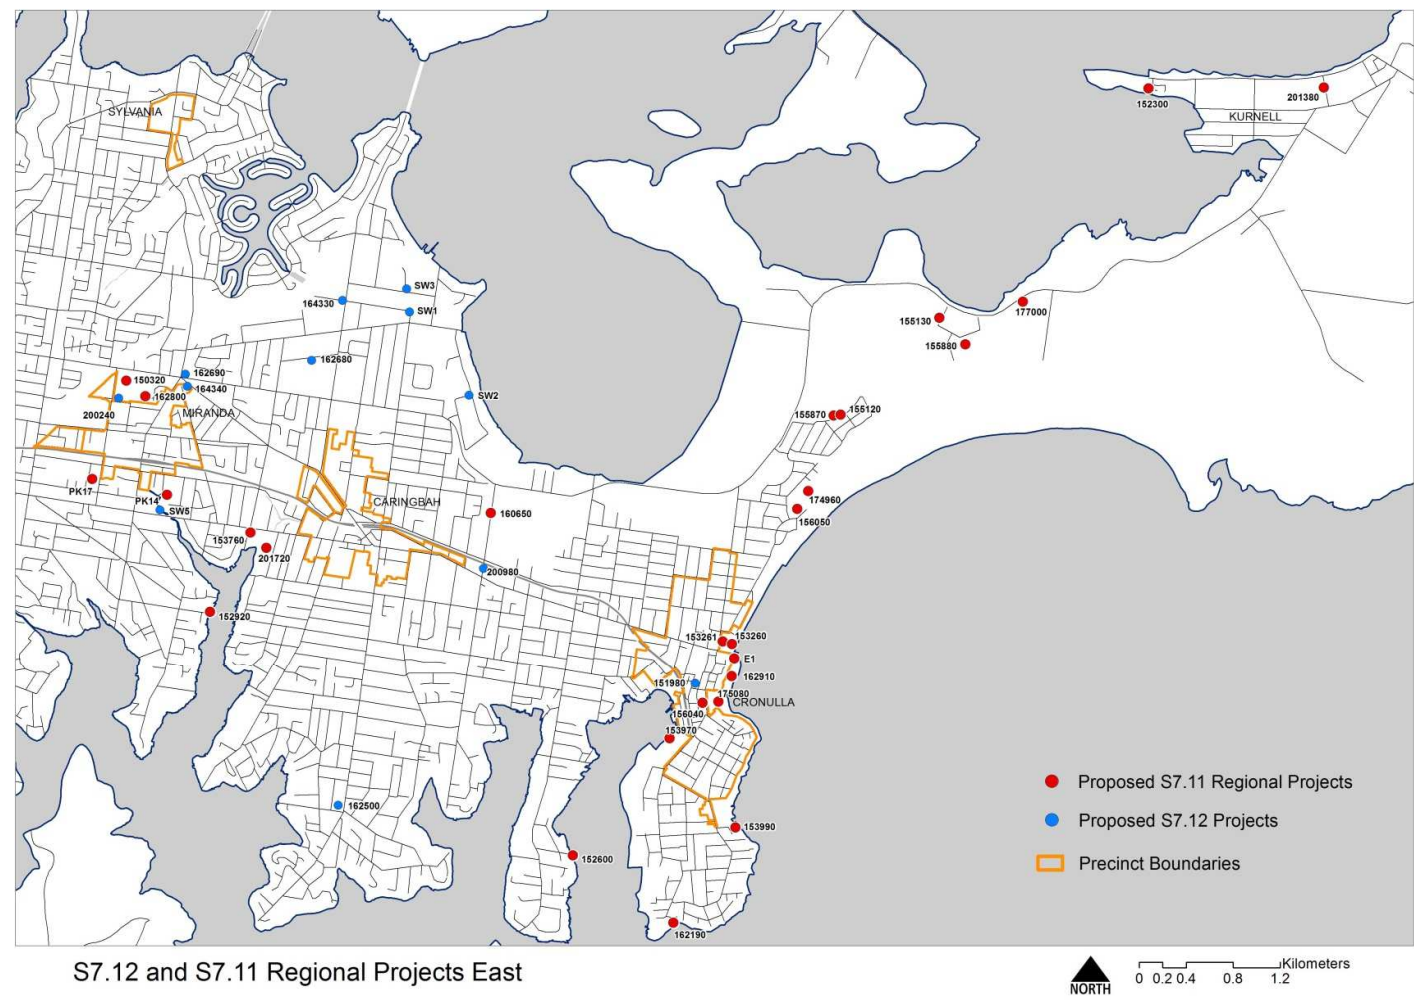 SYLVANIA
152300
201380
KURNELL
SW3
164330
SW1
177000
155130
155880
162680
162690
150320
164340
162800
SW2
200240
MIRANDA
155870
155120
PK17
PK14
SW5
CARINGBAH
174960
160650
156050
153760
201720
200980
152920
153261
153260
E1
162910
151980
175080
CRONULLA
156040
153970
162500
153990
152600
162190
Proposed S7.11 Regional Projects
Proposed S7.12 Projects
Precinct Boundaries
S7.12 and S7.11 Regional Projects East
NORTH
Kilometers
0 0.2 0.4 0.8 1.2